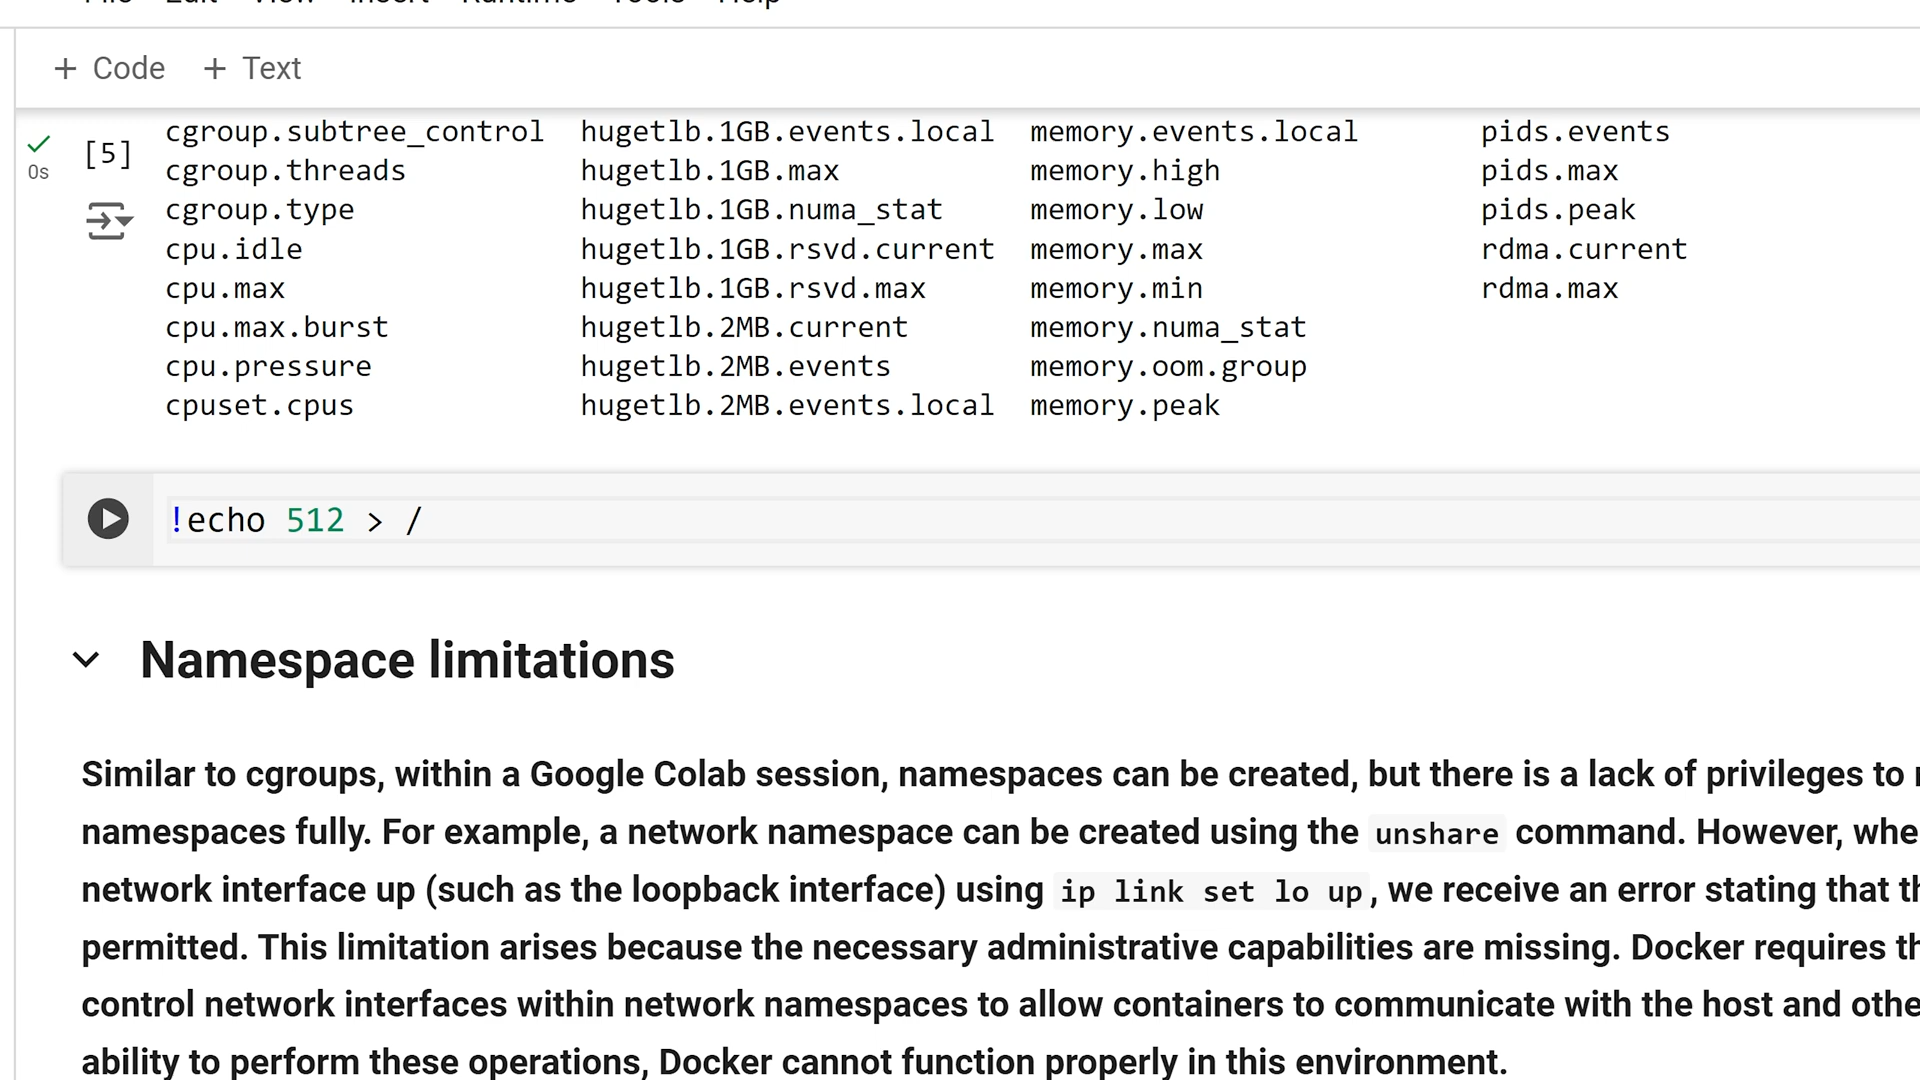 File Edit View Insert Runtime Tools Help
+ Code + Text
[5] cgroup.subtree_control hugetlb.1GB.events.local memory.events.local pids.events
0s cgroup.threads hugetlb.1GB.max memory.high pids.max
cgroup.type hugetlb.1GB.numa_stat memory.low pids.peak
cpu.idle hugetlb.1GB.rsvd.current memory.max rdma.current
cpu.max hugetlb.1GB.rsvd.max memory.min rdma.max
cpu.max.burst hugetlb.2MB.current memory.numa_stat
cpu.pressure hugetlb.2MB.events memory.oom.group
cpuset.cpus hugetlb.2MB.events.local memory.peak
!echo 512 > /
Namespace limitations
Similar to cgroups, within a Google Colab session, namespaces can be created, but there is a lack of privileges to
namespaces fully. For example, a network namespace can be created using the unshare command. However,
network interface up (such as the loopback interface) using ip link set lo up, we receive an error stating that
permitted. This limitation arises because the necessary administrative capabilities are missing. Docker requires
control network interfaces within network namespaces to allow containers to communicate with the host and
ability to perform these operations, Docker cannot function properly in this environment.